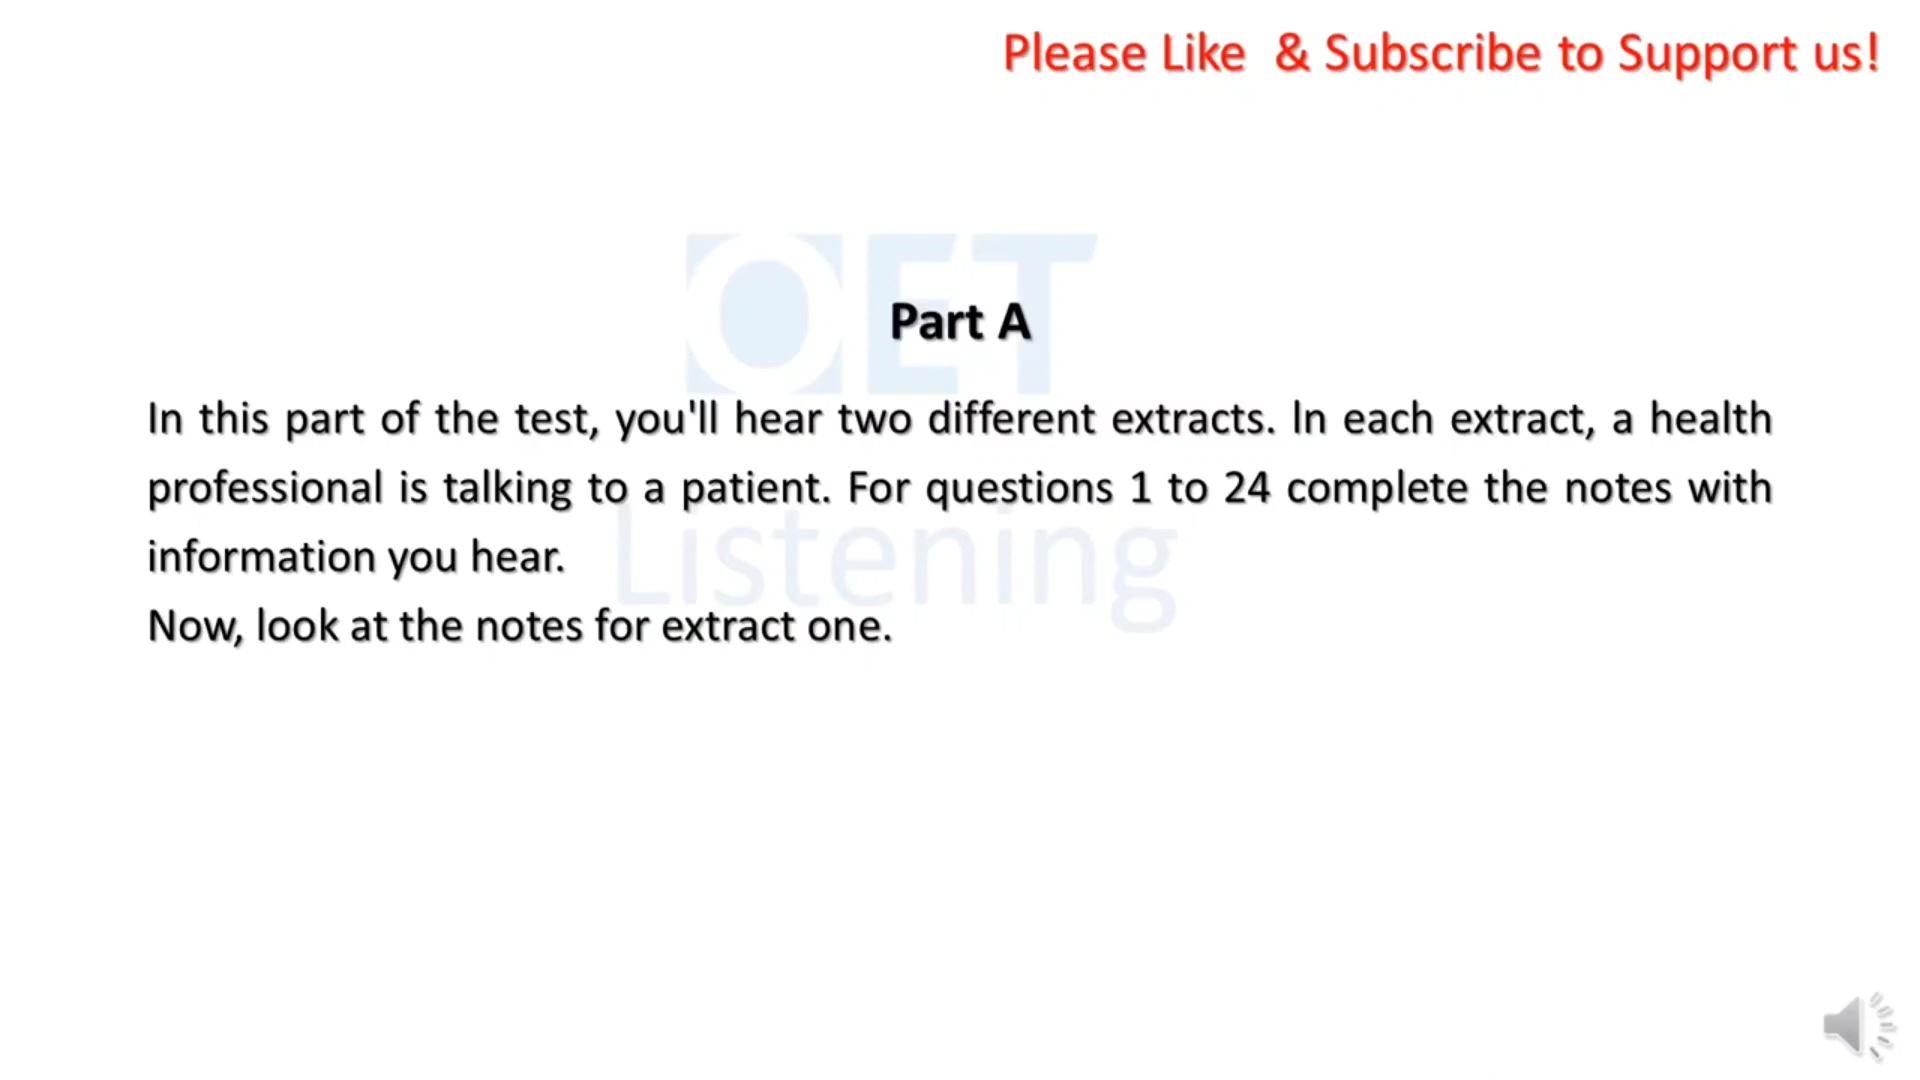 Please Like & Subscribe to Support us!
OET
Part A
In this part of the test, you'll hear two different extracts. In each extract, a health
professional is talking to a patient. For questions 1 to 24 complete the notes with
Listening
information you hear.
Now, look at the notes for extract one.